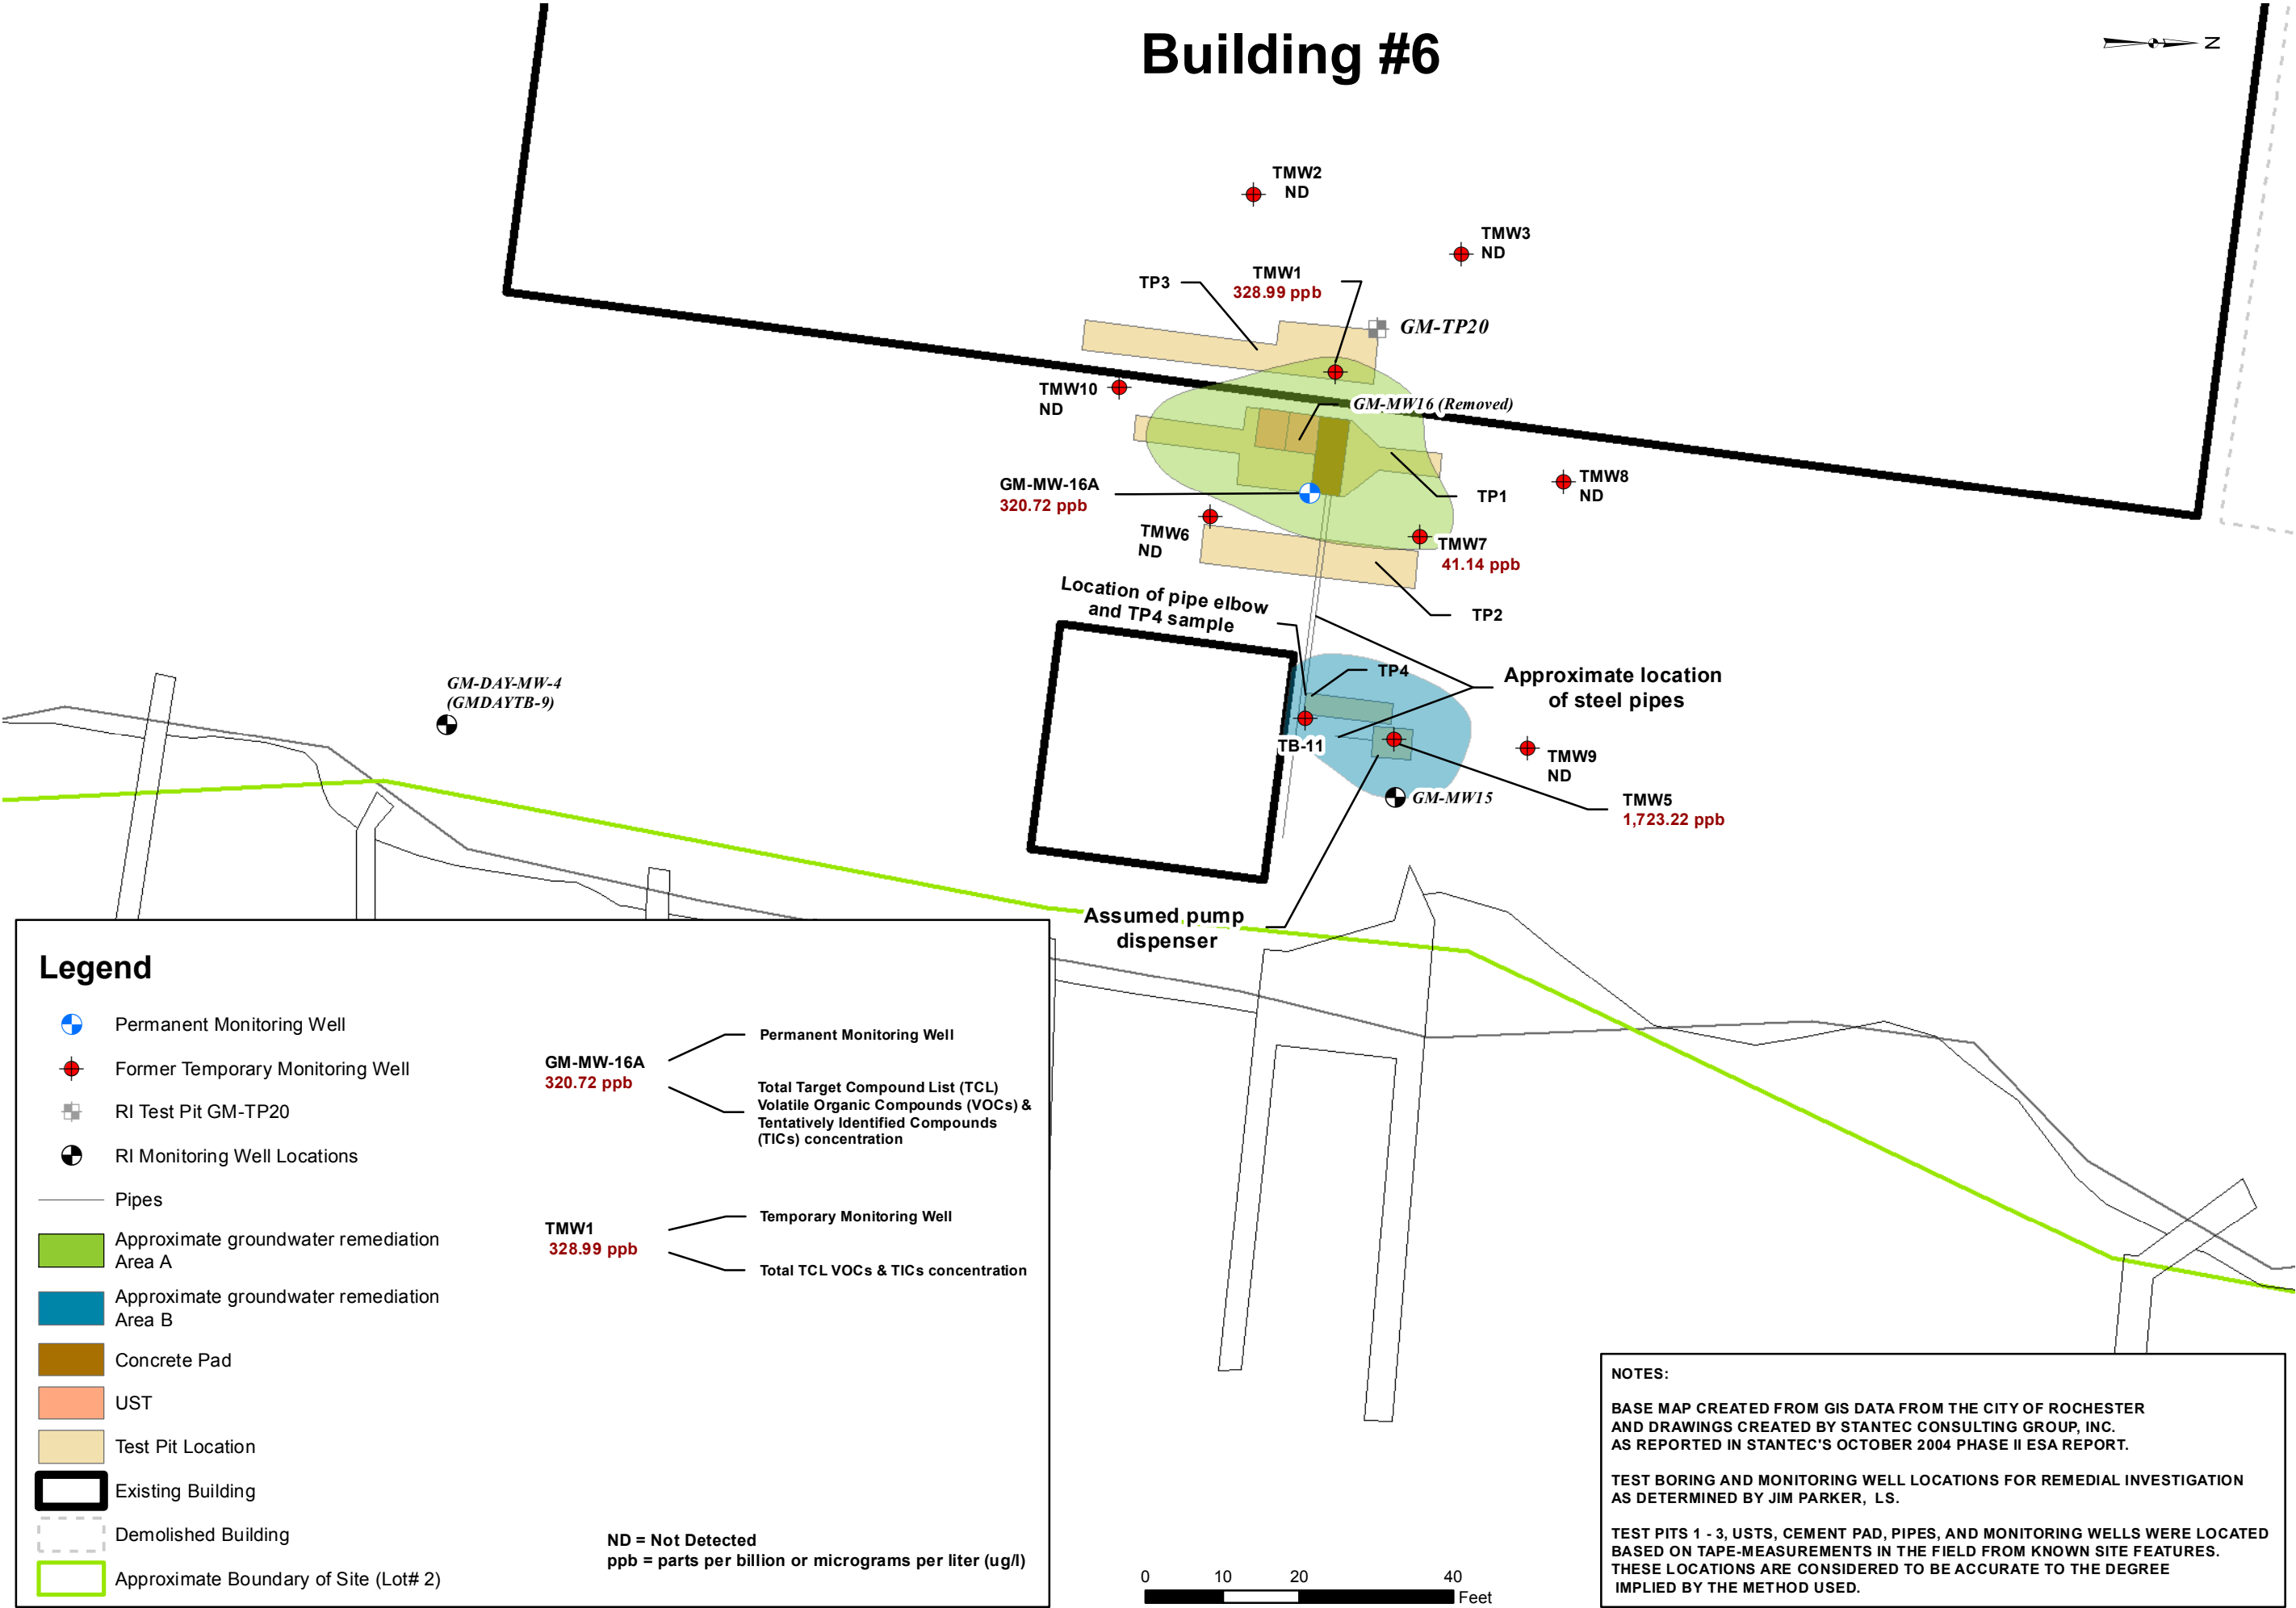 Building #6
N
TMW2
ND
TMW3
ND
TMW1
328.99 ppb
TP3
GM-TP20
TMW10
ND
GM-MW16 (Removed)
GM-MW-16A
320.72 ppb
TMW8
ND
TP1
TMW6
ND
TMW7
41.14 ppb
Location of pipe elbow
and TP4 sample
TP2
TP4
Approximate location
of steel pipes
GM-DAY-MW-4
(GMDAYTB-9)
TB-11
TMW9
ND
GM-MW15
TMW5
1,723.22 ppb
Assumed pump
dispenser
Legend
Permanent Monitoring Well
Former Temporary Monitoring Well
RI Test Pit GM-TP20
RI Monitoring Well Locations
Pipes
Approximate groundwater remediation
Area A
Approximate groundwater remediation
Area B
Concrete Pad
UST
Test Pit Location
Existing Building
Demolished Building
Approximate Boundary of Site (Lot# 2)
GM-MW-16A
320.72 ppb
Permanent Monitoring Well
Total Target Compound List (TCL)
Volatile Organic Compounds (VOCs) &
Tentatively Identified Compounds
(TICs) concentration
TMW1
328.99 ppb
Temporary Monitoring Well
Total TCL VOCs & TICs concentration
ND = Not Detected
ppb = parts per billion or micrograms per liter (ug/l)
0 10 20 40
Feet
NOTES:
BASE MAP CREATED FROM GIS DATA FROM THE CITY OF ROCHESTER
AND DRAWINGS CREATED BY STANTEC CONSULTING GROUP, INC.
AS REPORTED IN STANTEC'S OCTOBER 2004 PHASE II ESA REPORT.
TEST BORING AND MONITORING WELL LOCATIONS FOR REMEDIAL INVESTIGATION
AS DETERMINED BY JIM PARKER, LS.
TEST PITS 1 - 3, USTS, CEMENT PAD, PIPES, AND MONITORING WELLS WERE LOCATED
BASED ON TAPE-MEASUREMENTS IN THE FIELD FROM KNOWN SITE FEATURES.
THESE LOCATIONS ARE CONSIDERED TO BE ACCURATE TO THE DEGREE
IMPLIED BY THE METHOD USED.